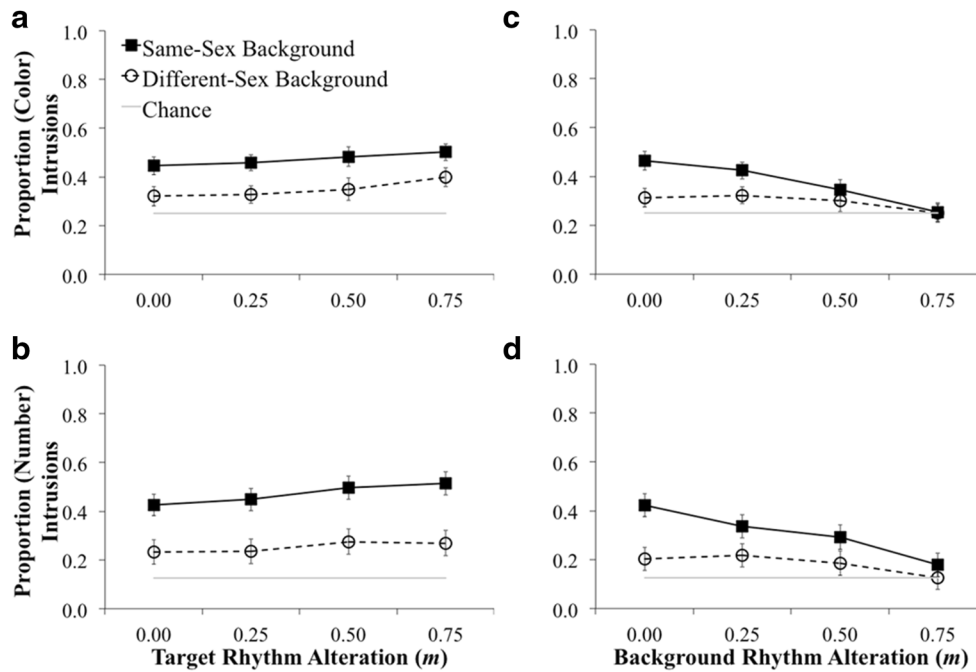 a
1.0
0.8
0.6
0.4
0.2
0.0
Proportion (Color)
Intrusions
Same-Sex Background
Different-Sex Background
Chance
0.00 0.25 0.50 0.75
c
1.0
0.8
0.6
0.4
0.2
0.0
0.00 0.25 0.50 0.75
b
1.0
0.8
0.6
0.4
0.2
0.0
Proportion (Number)
Intrusions
0.00 0.25 0.50 0.75
Target Rhythm Alteration (m)
d
1.0
0.8
0.6
0.4
0.2
0.0
0.00 0.25 0.50 0.75
Background Rhythm Alteration (m)